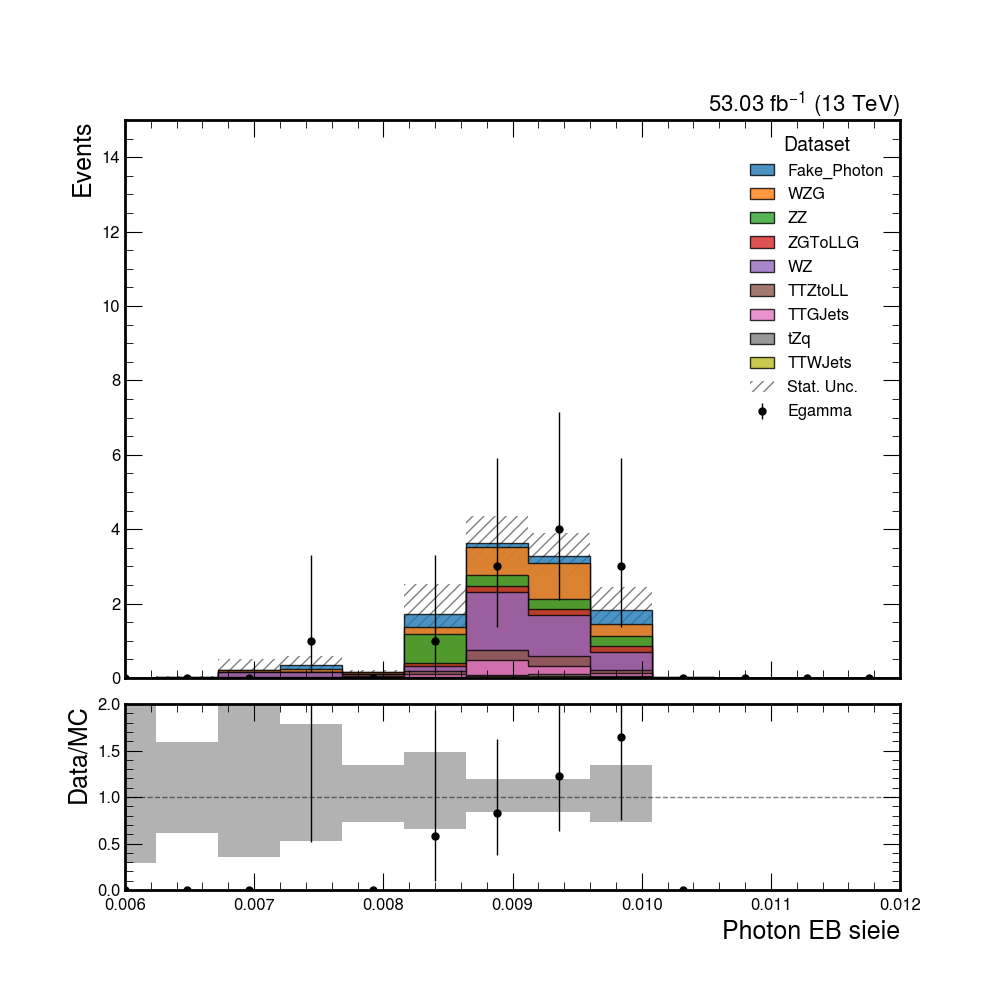 53.03 fb⁻¹ (13 TeV)
Events
14
12
10
8
6
4
2
0
Dataset
Fake_Photon
WZG
ZZ
ZGToLLG
WZ
TTZtoLL
TTGJets
tZq
TTWJets
Stat. Unc.
Egamma
Data/MC
2.0
1.5
1.0
0.5
0.0
0.006 0.007 0.008 0.009 0.010 0.011 0.012
Photon EB sieie